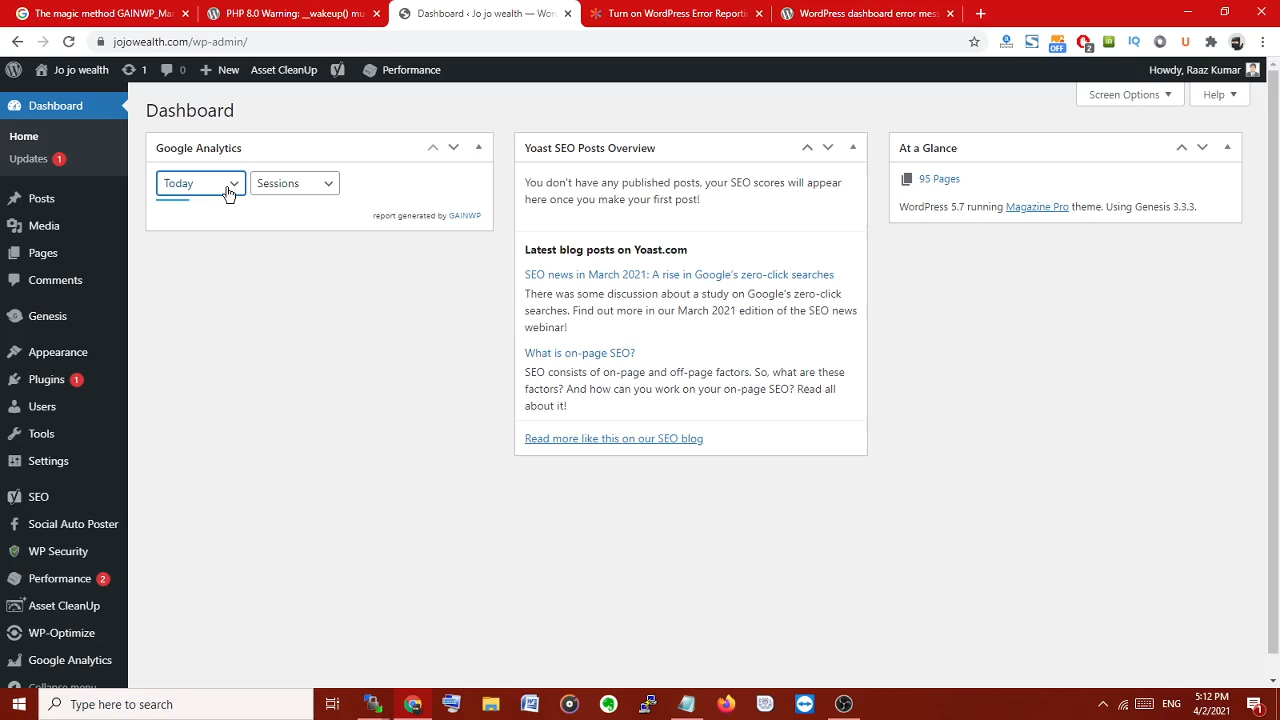 The magic method GAINWP_Ma
PHP 8.0 Warning: __wakeup() mu
Dashboard ‹ Jo jo wealth — Wor
Turn on WordPress Error Reportin
WordPress dashboard error mess
jojowealth.com/wp-admin/
OFF
2
IQ
U
Jo jo wealth
1
0
New
Asset CleanUp
Performance
Howdy, Raaz Kumar
Dashboard
Home
Updates 1
Posts
Media
Pages
Comments
Genesis
Appearance
Plugins 1
Users
Tools
Settings
SEO
Social Auto Poster
WP Security
Performance 2
Asset CleanUp
WP-Optimize
Google Analytics
Collapse menu
Dashboard
Screen Options
Help
Google Analytics
Today
Sessions
report generated by GAINWP
Yoast SEO Posts Overview
You don't have any published posts, your SEO scores will appear
here once you make your first post!
Latest blog posts on Yoast.com
SEO news in March 2021: A rise in Google's zero-click searches
There was some discussion about a study on Google's zero-click
searches. Find out more in our March 2021 edition of the SEO news
webinar!
What is on-page SEO?
SEO consists of on-page and off-page factors. So, what are these
factors? And how can you work on your on-page SEO? Read all
about it!
Read more like this on our SEO blog
At a Glance
95 Pages
WordPress 5.7 running Magazine Pro theme. Using Genesis 3.3.3.
Type here to search
ENG
5:12 PM
4/2/2021
1